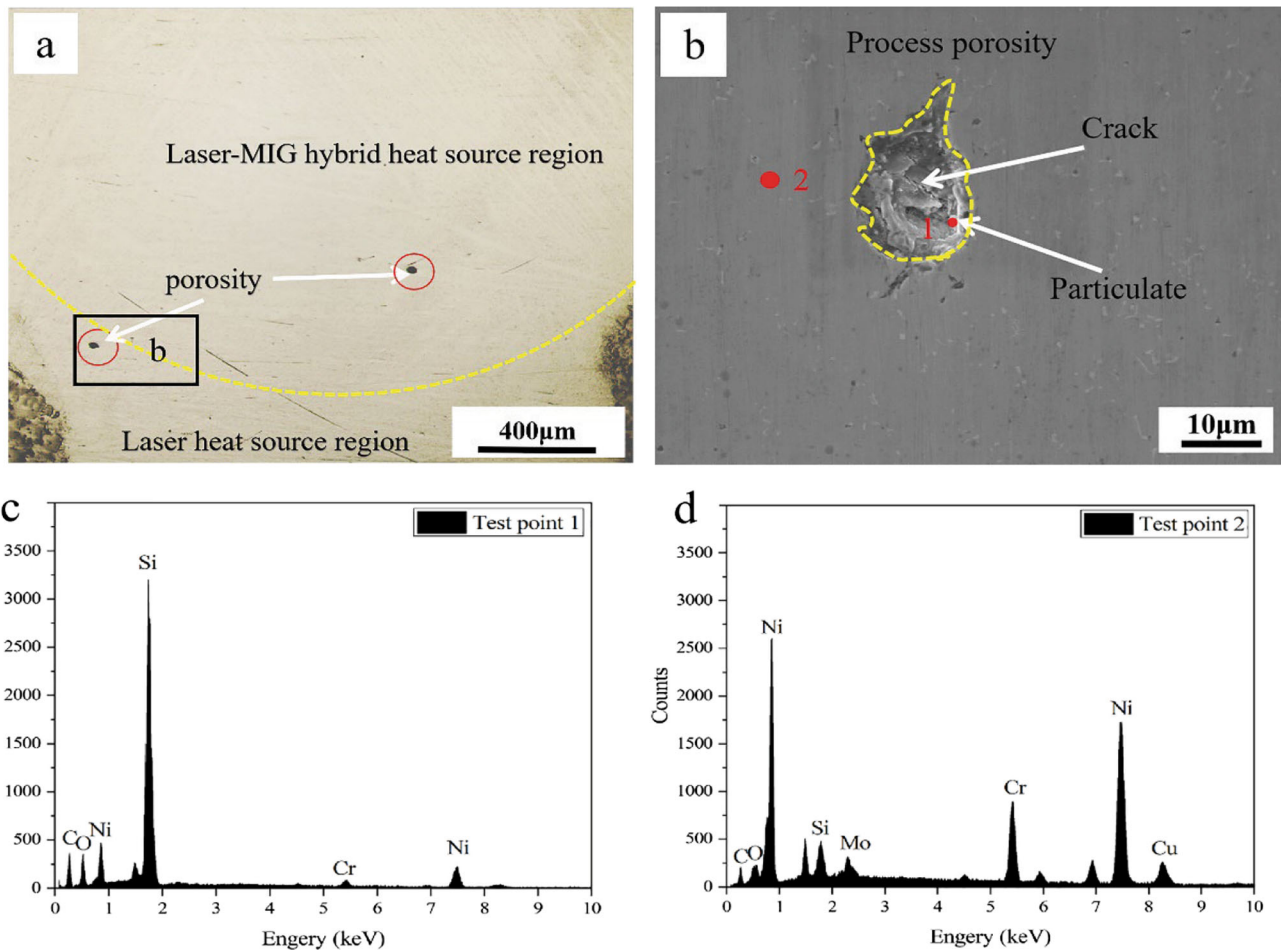 a
Laser-MIG hybrid heat source region
porosity
b
Laser heat source region
400μm
b
Process porosity
Crack
2
1
Particulate
10μm
c
Test point 1
3500
3000
2500
2000
1500
1000
500
0
Si
C
O
Ni
Cr
Ni
0 1 2 3 4 5 6 7 8 9 10
Engery (keV)
d
Test point 2
Counts
3500
3000
2500
2000
1500
1000
500
0
Ni
C
O
Si
Mo
Cr
Ni
Cu
0 1 2 3 4 5 6 7 8 9 10
Engery (keV)